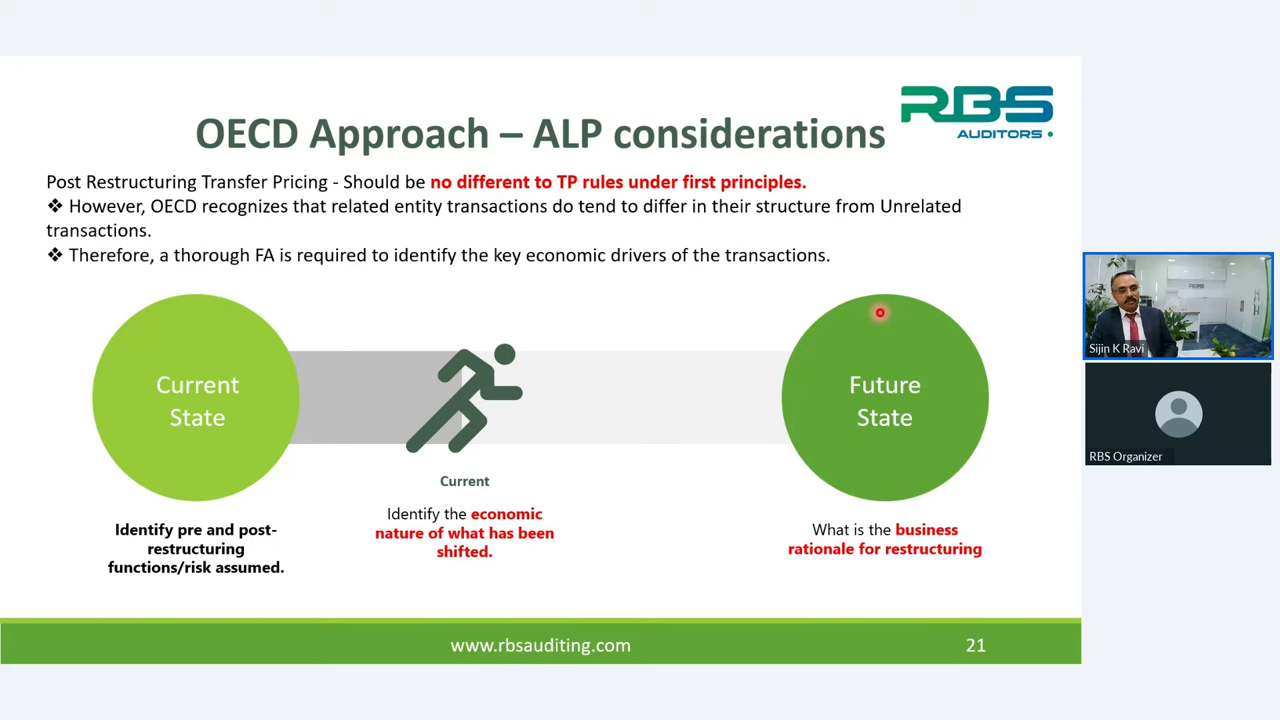 RBS
AUDITORS
OECD Approach – ALP considerations
Post Restructuring Transfer Pricing - Should be no different to TP rules under first principles.
❖ However, OECD recognizes that related entity transactions do tend to differ in their structure from Unrelated
transactions.
❖ Therefore, a thorough FA is required to identify the key economic drivers of the transactions.
Current
State
Future
State
Current
Identify pre and post-
restructuring
functions/risk assumed.
Identify the economic
nature of what has been
shifted.
What is the business
rationale for restructuring
www.rbsauditing.com
21
RBS
Sijin K Ravi
RBS Organizer